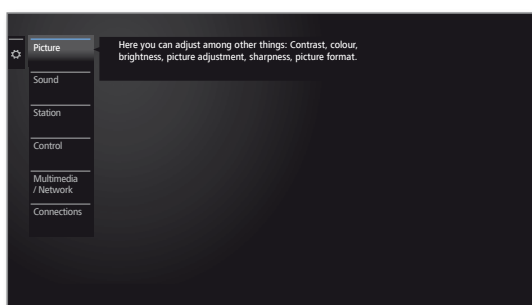 Picture
Here you can adjust among other things: Contrast, colour,
brightness, picture adjustment, sharpness, picture format.
Sound
Station
Control
Multimedia
/ Network
Connections